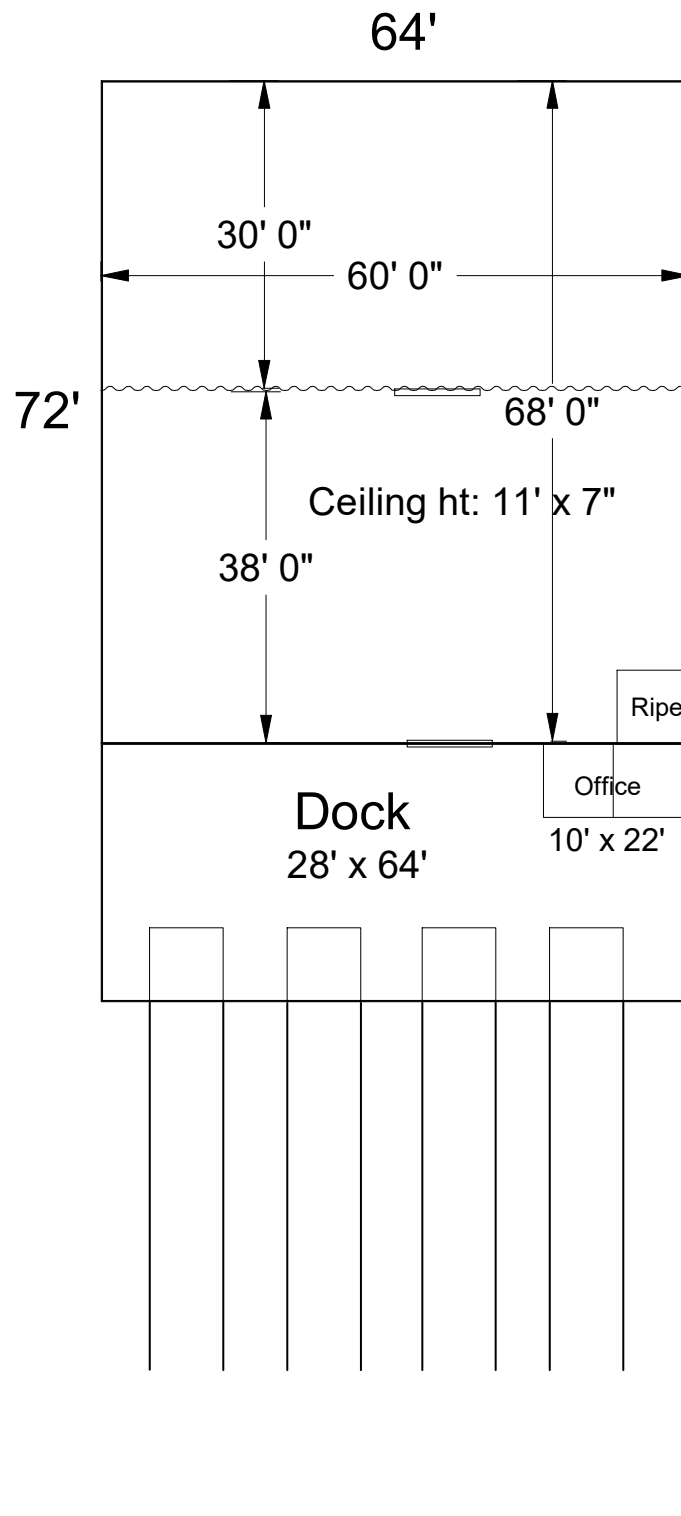 64'
30' 0"
60' 0"
72'
68' 0"
Ceiling ht: 11' x 7"
38' 0"
Ripe
Office
Dock
10' x 22'
28' x 64'